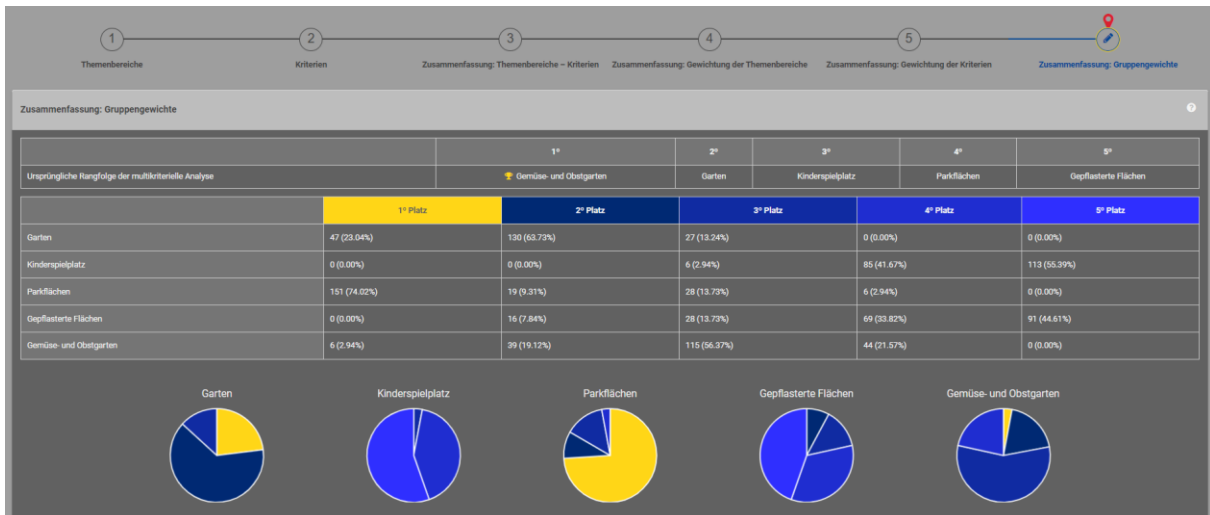 1 2 3 4 5
Themenbereiche Kriterien Zusammenfassung: Themenbereiche – Kriterien Zusammenfassung: Gewichtung der Themenbereiche Zusammenfassung: Gewichtung der Kriterien Zusammenfassung: Gruppengewichte
Zusammenfassung: Gruppengewichte ?
1º 2º 3º 4º 5º
Ursprüngliche Rangfolge der multikriterielle Analyse Gemüse- und Obstgarten Garten Kinderspielplatz Parkflächen Gepflasterte Flächen
1º Platz 2º Platz 3º Platz 4º Platz 5º Platz
Garten 47 (23.04%) 130 (63.73%) 27 (13.24%) 0 (0.00%) 0 (0.00%)
Kinderspielplatz 0 (0.00%) 0 (0.00%) 6 (2.94%) 85 (41.67%) 113 (55.39%)
Parkflächen 151 (74.02%) 19 (9.31%) 28 (13.73%) 6 (2.94%) 0 (0.00%)
Gepflasterte Flächen 0 (0.00%) 16 (7.84%) 28 (13.73%) 69 (33.82%) 91 (44.61%)
Gemüse- und Obstgarten 6 (2.94%) 39 (19.12%) 115 (56.37%) 44 (21.57%) 0 (0.00%)
Garten Kinderspielplatz Parkflächen Gepflasterte Flächen Gemüse- und Obstgarten